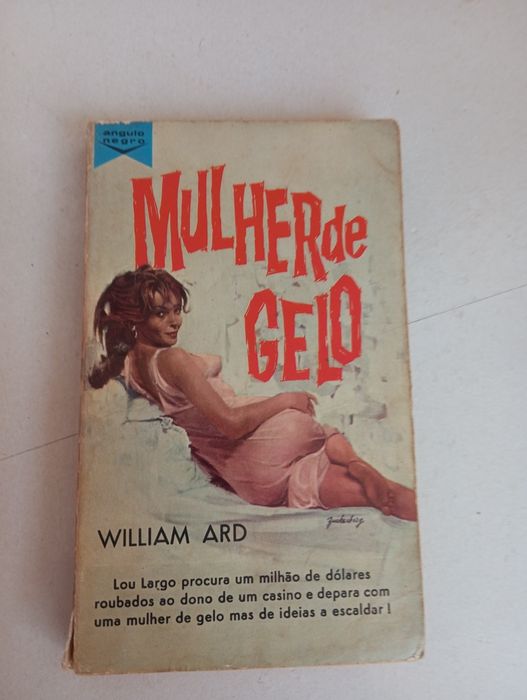 angulo
negro
MULHER de
GELO
WILLIAM ARD
Lou Largo procura um milhão de dólares
roubados ao dono de um casino e depara com
uma mulher de gelo mas de ideias a escaldar !